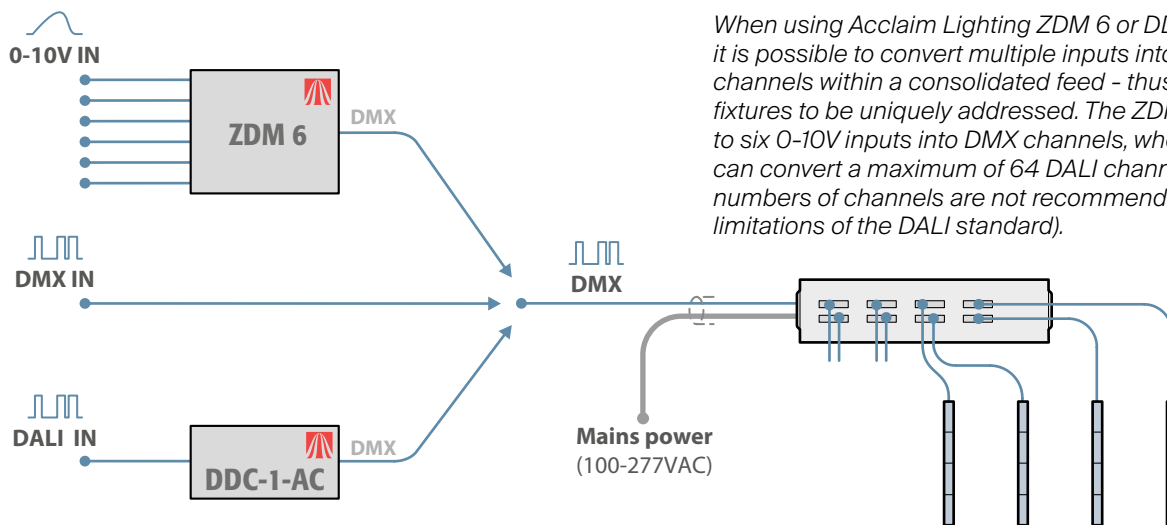 0-10V IN
ZDM 6
DMX
DMX IN
DMX
DALI IN
DDC-1-AC
DMX
Mains power
(100-277VAC)
When using Acclaim Lighting ZDM 6 or
it is possible to convert multiple inputs into
channels within a consolidated feed - thus
fixtures to be uniquely addressed. The
to six 0-10V inputs into DMX channels,
can convert a maximum of 64 DALI
numbers of channels are not
limitations of the DALI standard).